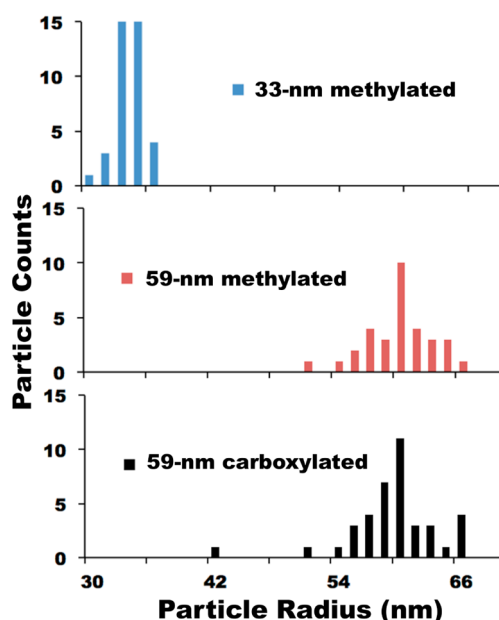 15
10
5
0
33-nm methylated
15
10
5
0
59-nm methylated
15
10
5
0
59-nm carboxylated
Particle Counts
30 42 54 66
Particle Radius (nm)